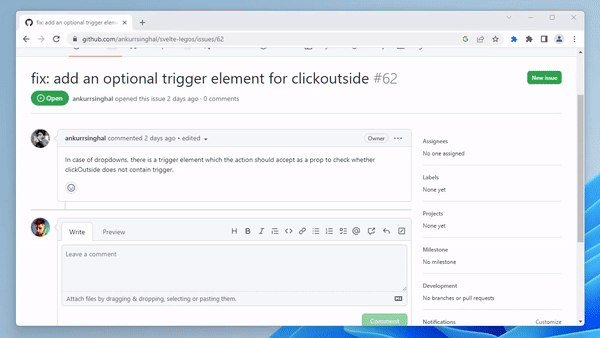 fix: add an optional trigger elemen
github.com/ankurrsinghal/svelte-legos/issues/62
fix: add an optional trigger element for clickoutside #62
New issue
Open
ankurrsinghal opened this issue 2 days ago · 0 comments
ankurrsinghal commented 2 days ago • edited
Owner
In case of dropdowns, there is a trigger element which the action should accept as a prop to check whether
clickOutside does not contain trigger.
Write
Preview
Leave a comment
Attach files by dragging & dropping, selecting or pasting them.
Comment
Assignees
No one assigned
Labels
None yet
Projects
None yet
Milestone
No milestone
Development
No branches or pull requests
Notifications
Customize